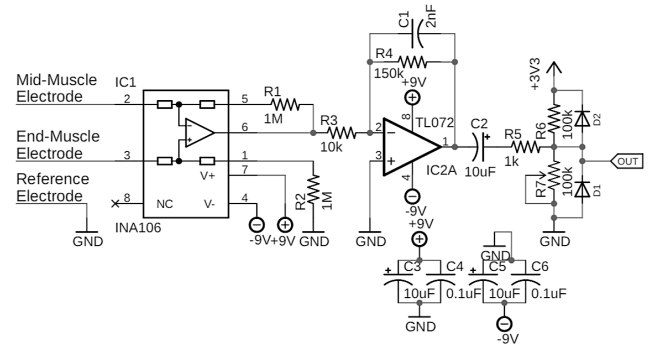 Mid-Muscle
Electrode
2
End-Muscle
Electrode
3
Reference
Electrode
8
GND
IC1
5
6
1
7
4
V+
NC
V-
INA106
-9V
+9V
GND
R1
1M
R2
1M
R3
10k
C1
2nF
R4
150k
+9V
8
TL072
2
3
1
4
IC2A
-9V
GND
C2
10uF
R5
1k
+3V3
R6
100k
D2
R7
100k
D1
OUT
GND
+9V
C3
10uF
C4
0.1uF
GND
GND
C5
10uF
C6
0.1uF
-9V